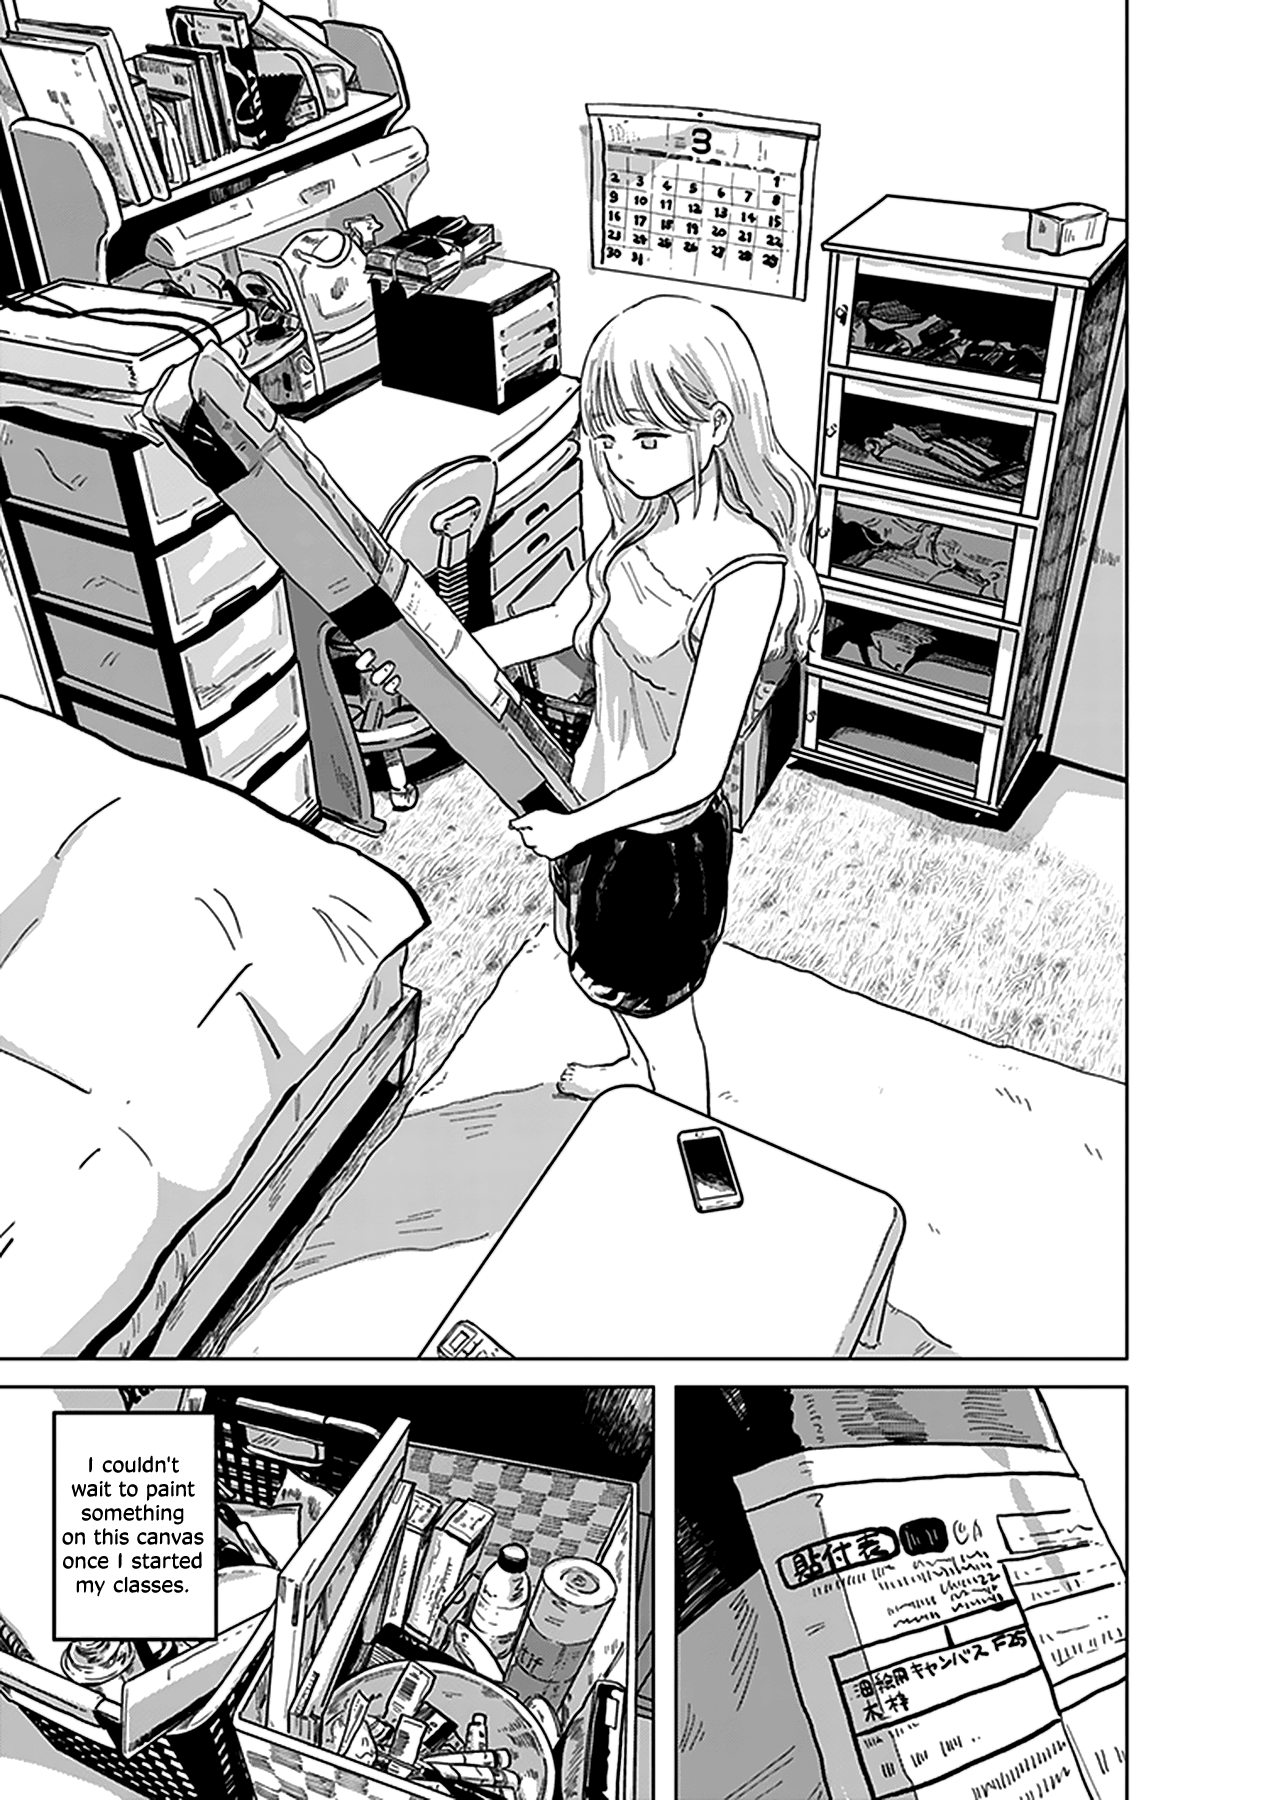 3
1
2 3 4 5 6 7 8
9 10 11 12 13 14 15
16 17 18 19 20 21 22
23 24 25 26 27 28 29
30 31
I couldn't
wait to paint
something
on this canvas
once I started
my classes.
貼付表
油絵用キャンバス F25
木枠